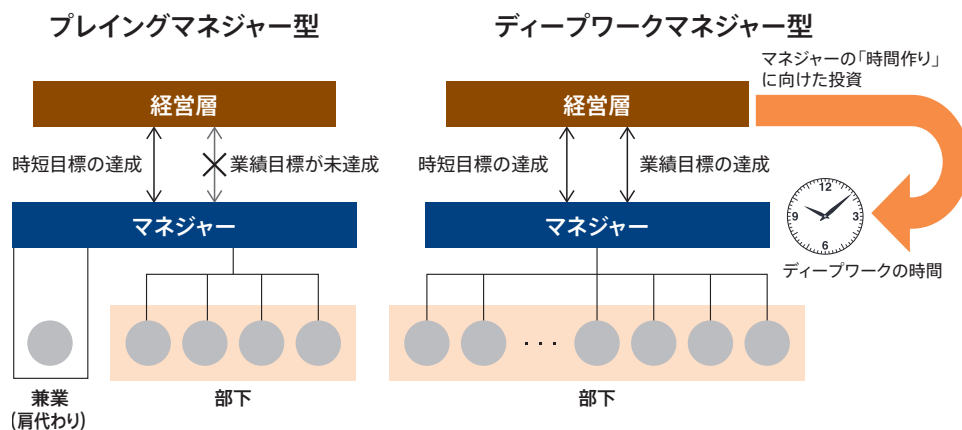 プレイングマネジャー型
経営層
時短目標の達成
業績目標が未達成
マネジャー
兼業
(肩代わり)
部下
ディープワークマネジャー型
マネジャーの「時間作り」
に向けた投資
経営層
時短目標の達成
業績目標の達成
マネジャー
12
9
3
6
ディープワークの時間
・・・
部下